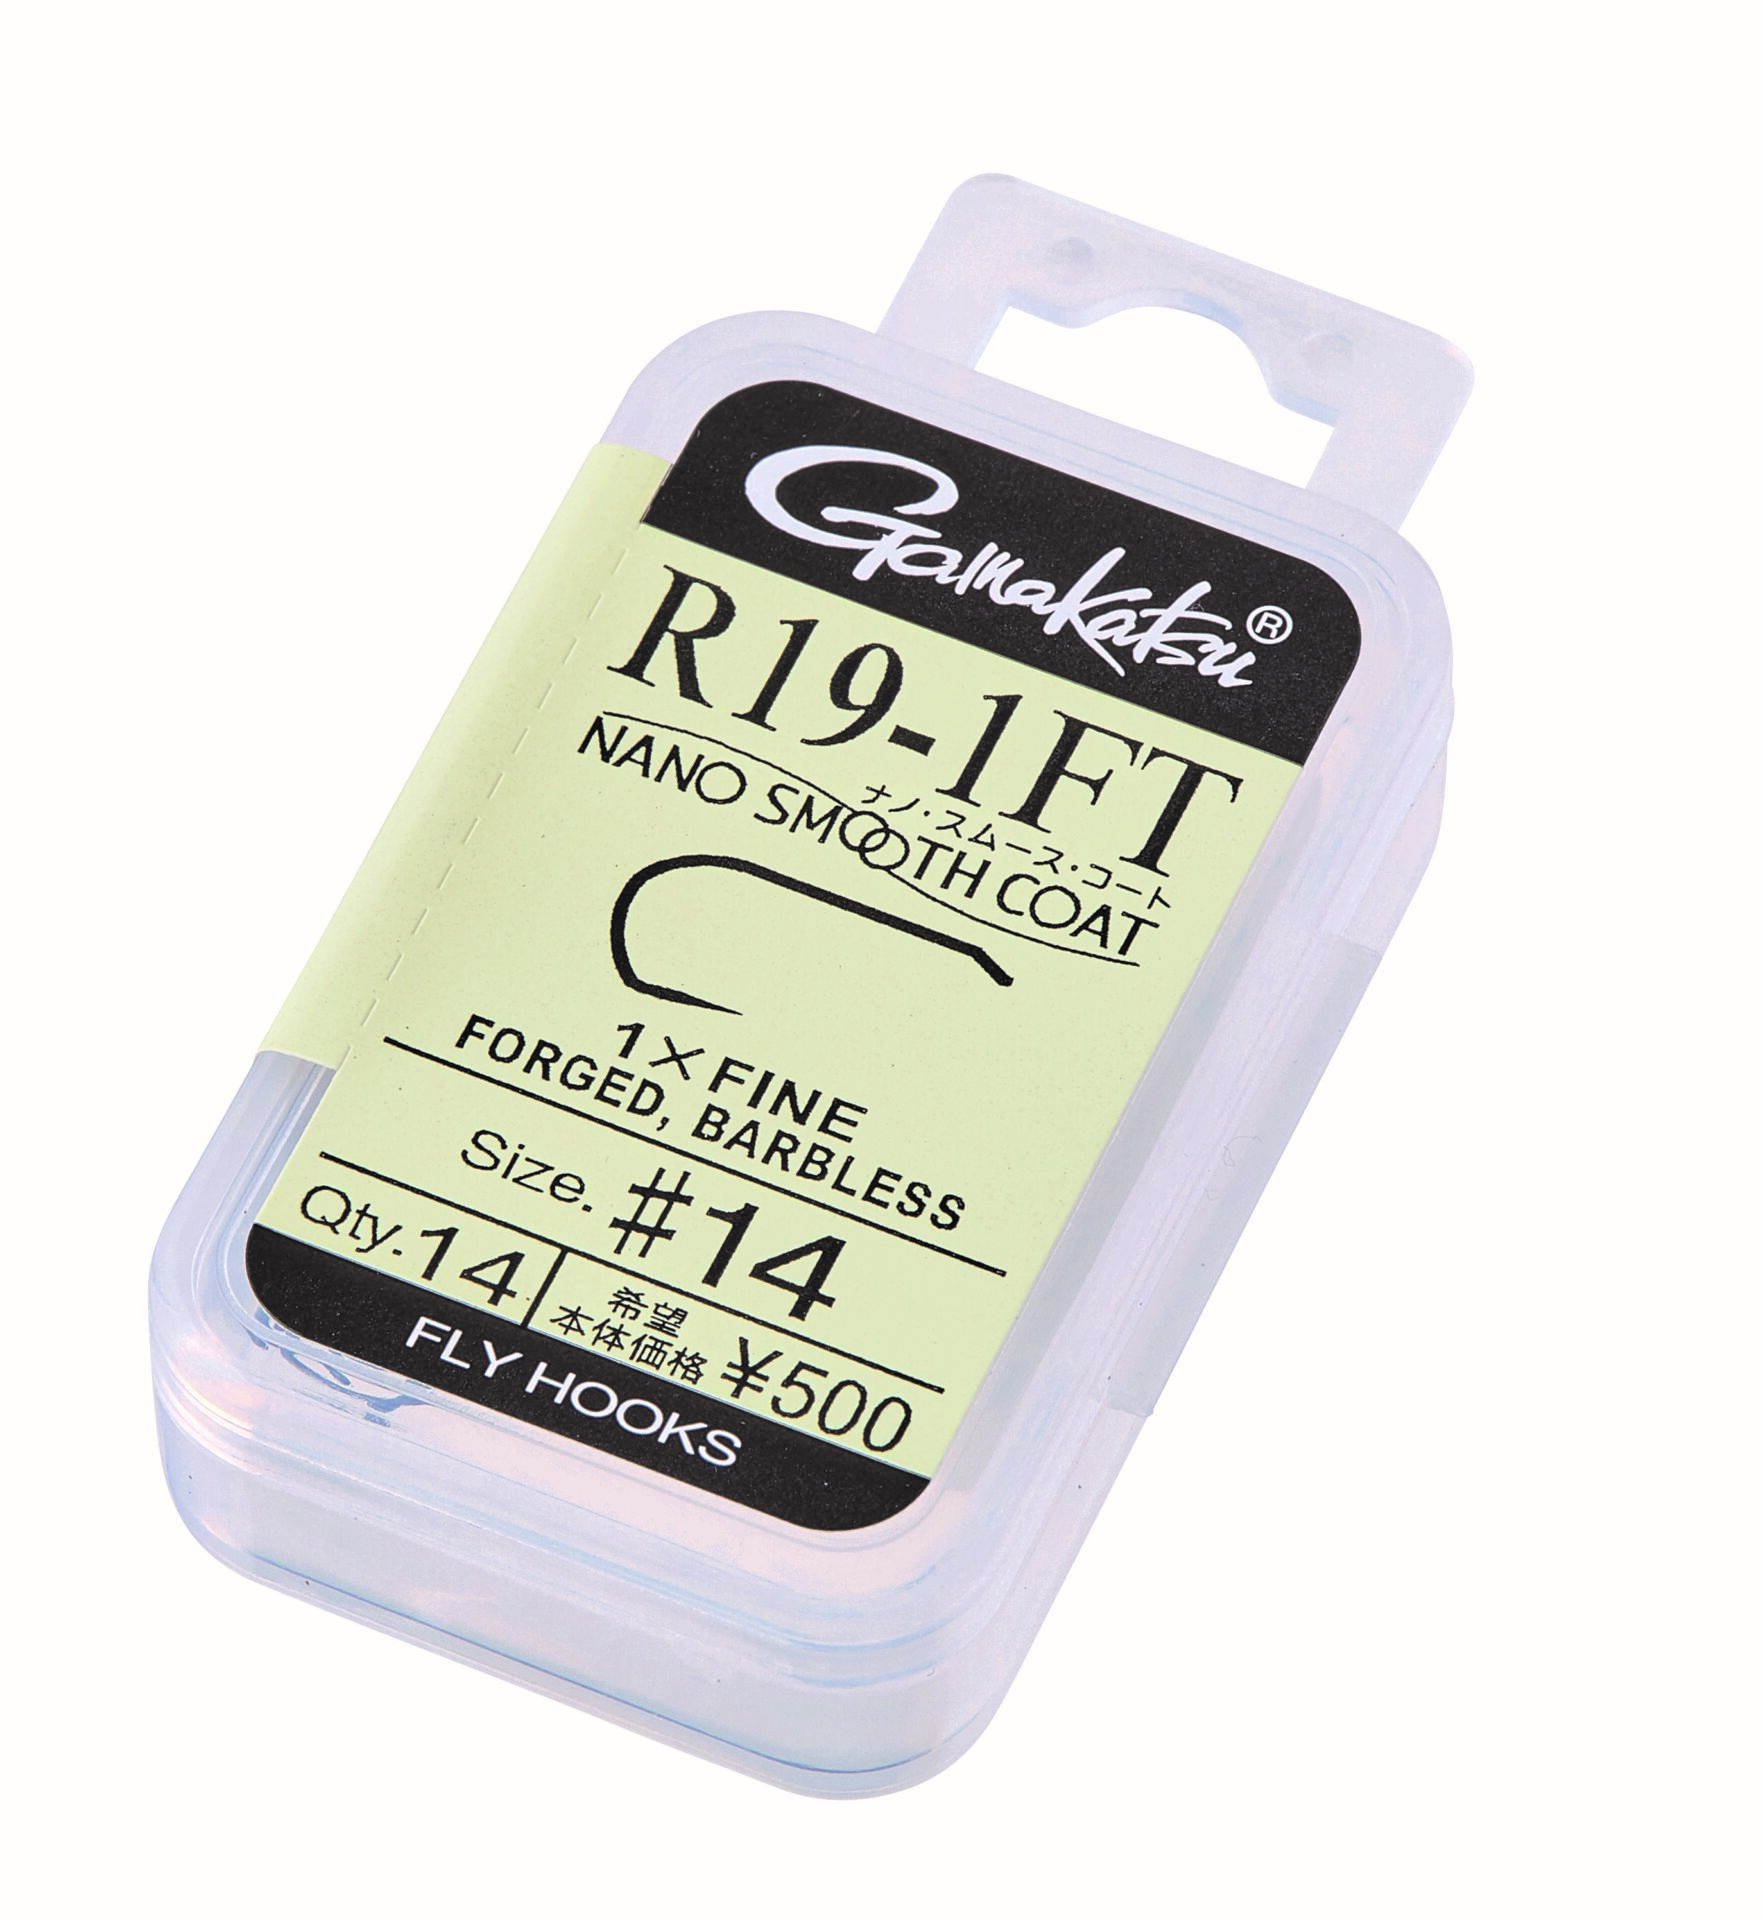 Gamakatsu®
R19-1FT
ナノ・スムース・コート
NANO SMOOTH COAT
1×FINE
FORGED, BARBLESS
Size. #14
Qty. 14
希望
本体価格 ¥500
FLY HOOKS